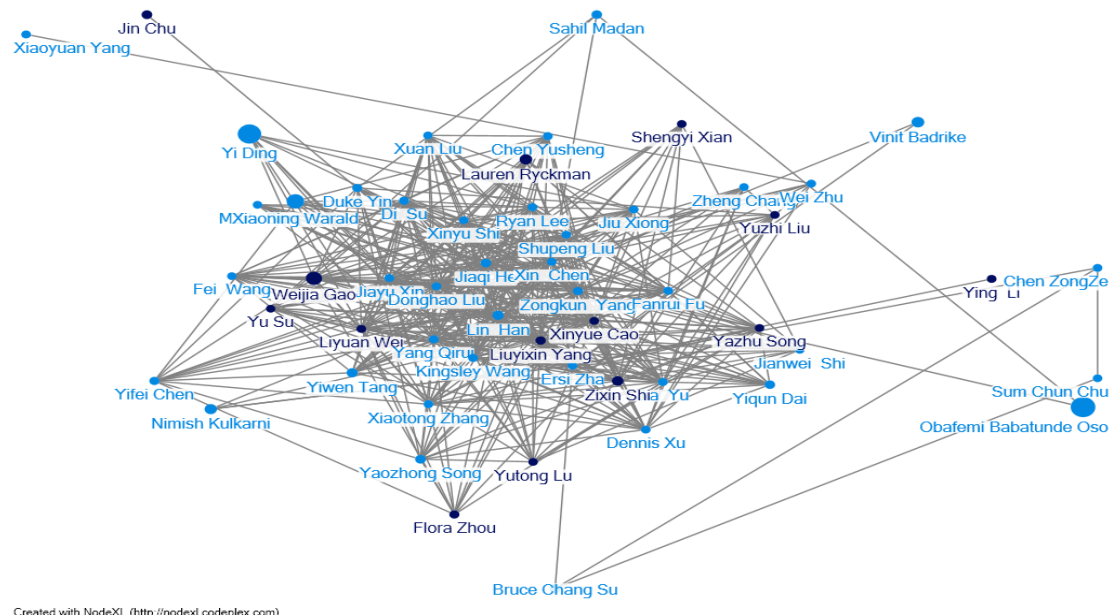 Jin Chu
Sahil Madan
Xiaoyuan Yang
Shengyi Xian
Vinit Badrike
Yi Ding
Xuan Liu
Chen Yusheng
Lauren Ryckman
Duke Yin
Zheng Chang
Wei Zhu
MXiaoning Warald
Di Su
Ryan Lee
Jiu Xiong
Yuzhi Liu
Xinyu Shi
Shupeng Liu
Jiaqi He
Xin Chen
Chen ZongZe
Fei Wang
Weijia Gao
Jiayu Xin
Donghao Liu
Zongkun Yang
Fanrui Fu
Ying Li
Yu Su
Lin Han
Xinyue Cao
Liyuan Wei
Yazhu Song
Yang Qirui
Liuyixin Yang
Jianwei Shi
Kingsley Wang
Ersi Zha
Yifei Chen
Yiwen Tang
Zixin Shi
Yu
Yiqun Dai
Sum Chun Chu
Nimish Kulkarni
Xiaotong Zhang
Obafemi Babatunde Oso
Dennis Xu
Yaozhong Song
Yutong Lu
Flora Zhou
Bruce Chang Su
Created with NodeXL (http://nodexl.codeplex.com)